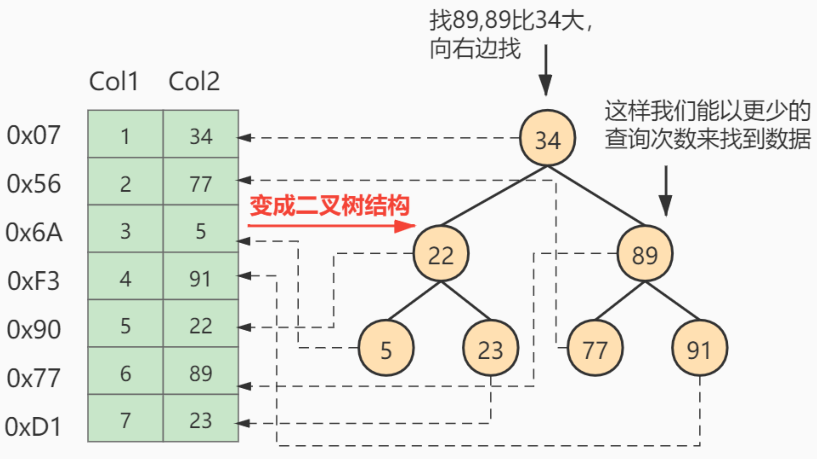 找89,89比34大，
向右边找
Col1 Col2
这样我们能以更少的
查询次数来找到数据
0x07 1 34
0x56 2 77
0x6A 3 5
0xF3 4 91
0x90 5 22
0x77 6 89
0xD1 7 23
变成二叉树结构
34
22 89
5 23 77 91